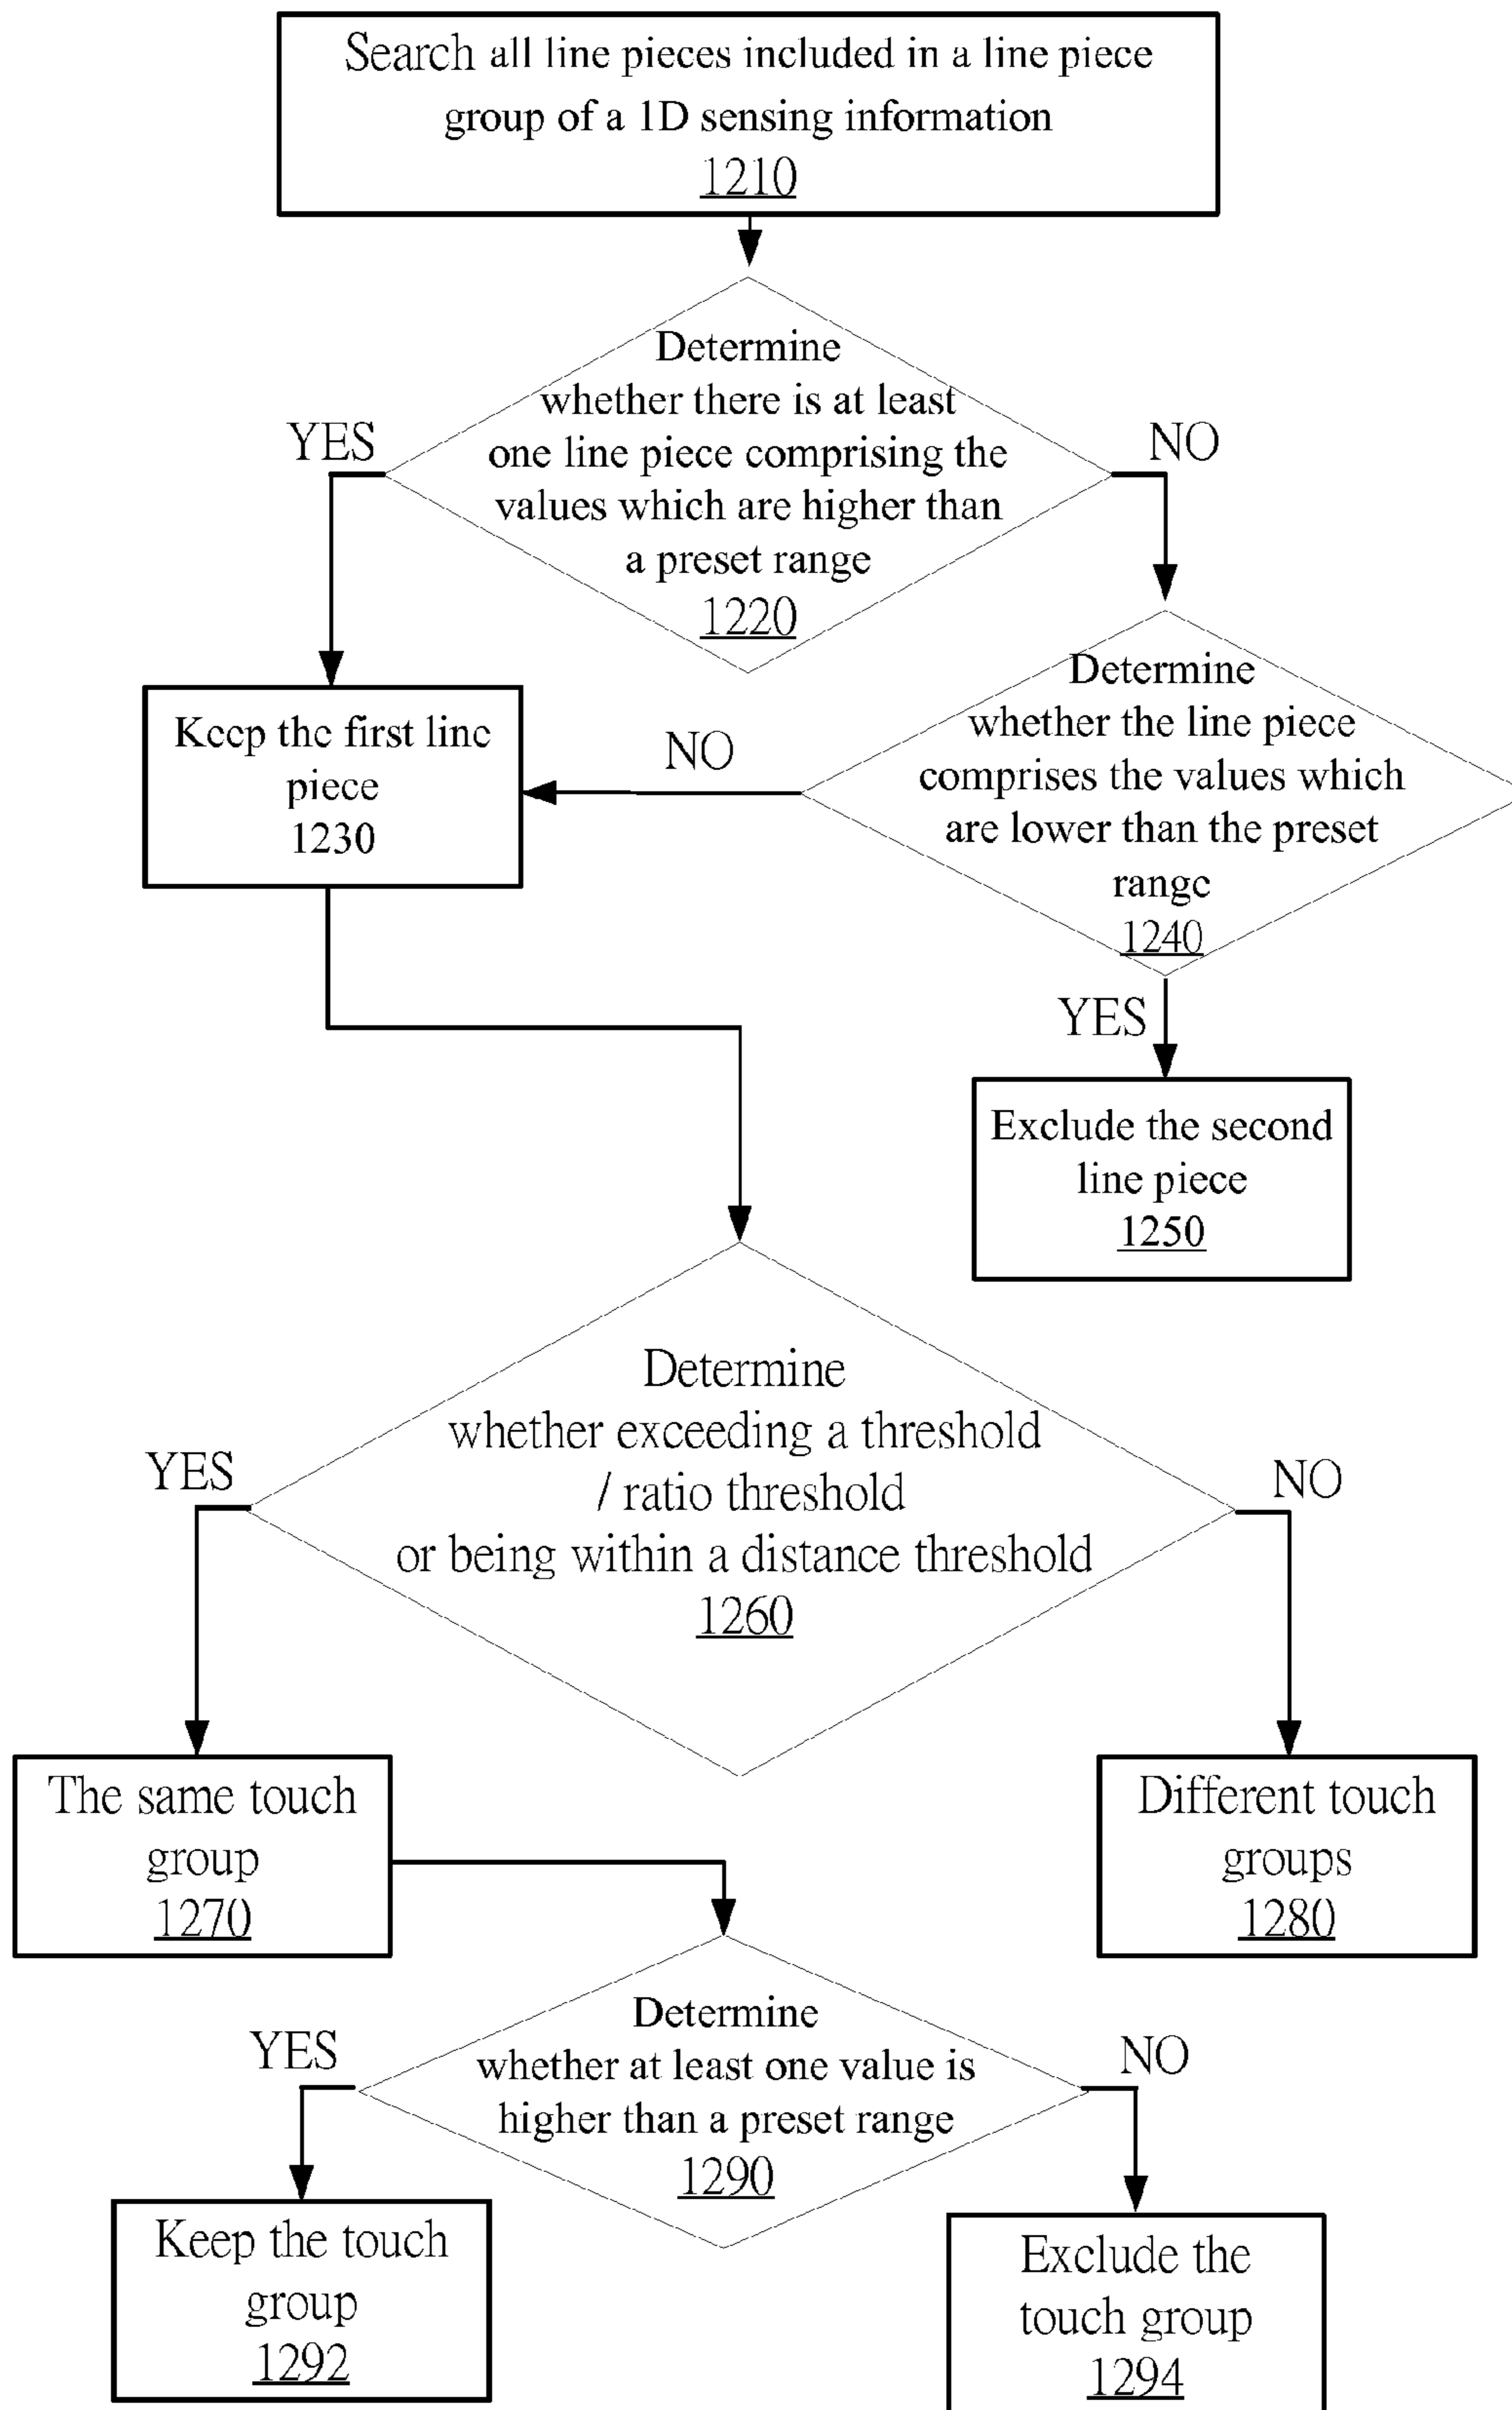 Search all line pieces included in a line piece
group of a 1D sensing information
1210
Determine
whether there is at least
one line piece comprising the
values which are higher than
a preset range
1220
YES
NO
Keep the first line
piece
1230
NO
Determine
whether the line piece
comprises the values which
are lower than the preset
range
1240
YES
Exclude the second
line piece
1250
Determine
whether exceeding a threshold
/ ratio threshold
or being within a distance threshold
1260
YES
NO
The same touch
group
1270
Different touch
groups
1280
Determine
whether at least one value is
higher than a preset range
1290
YES
NO
Keep the touch
group
1292
Exclude the
touch group
1294